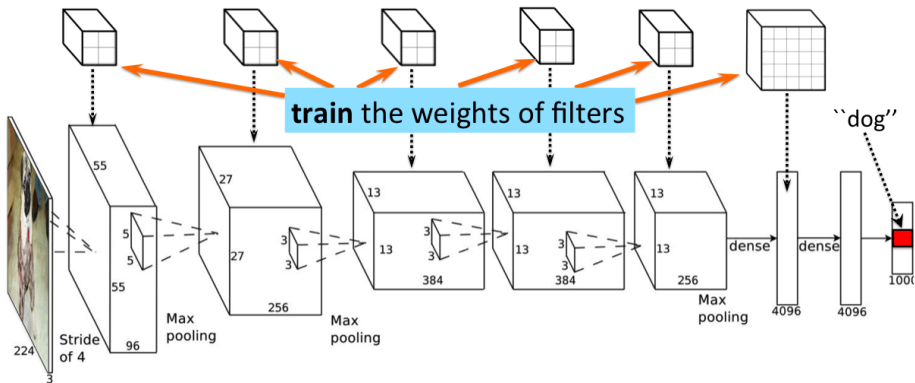 train the weights of filters
``dog''
55
27
13
13
13
5
5
55
27
3
3
13
3
3
13
3
3
13
dense
dense
1000
224
3
Stride
of 4
96
Max
pooling
256
Max
pooling
384
384
256
Max
pooling
4096
4096